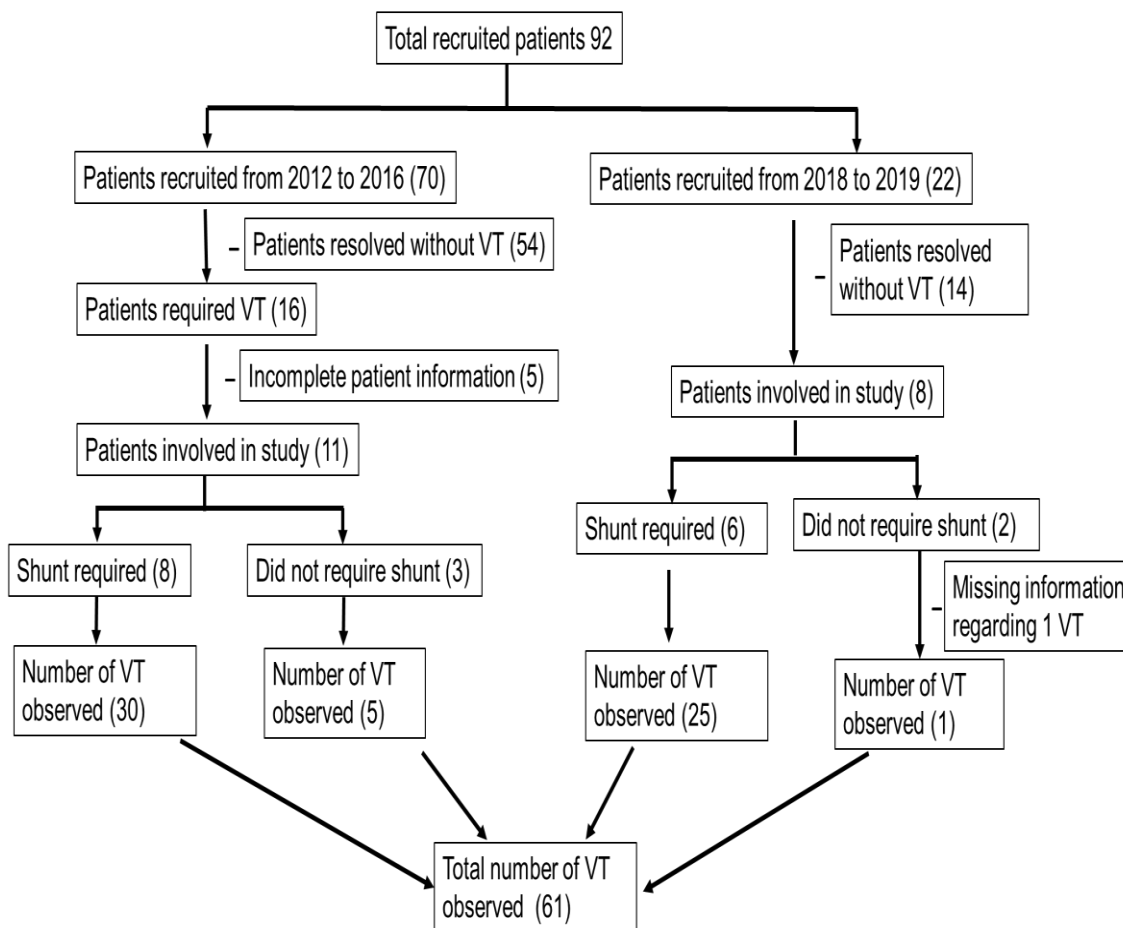 Total recruited patients 92
Patients recruited from 2012 to 2016 (70)
Patients recruited from 2018 to 2019 (22)
– Patients resolved without VT (54)
– Patients resolved
without VT (14)
Patients required VT (16)
– Incomplete patient information (5)
Patients involved in study (8)
Patients involved in study (11)
Shunt required (6)
Did not require shunt (2)
Shunt required (8)
Did not require shunt (3)
– Missing information
regarding 1 VT
Number of VT
observed (30)
Number of VT
observed (5)
Number of VT
observed (25)
Number of VT
observed (1)
Total number of VT
observed (61)